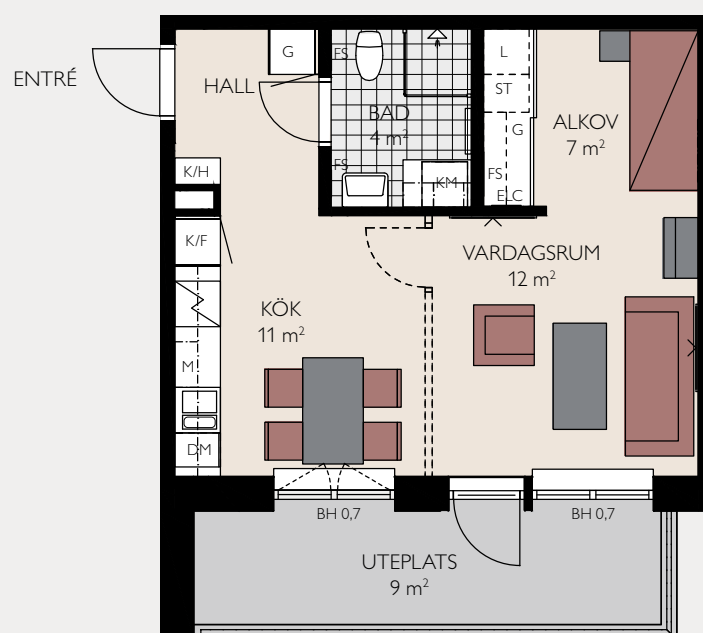 ENTRÉ
HALL
G
FS
BAD
4 m²
FS
KM
L
ST
G
FS
ELC
ALKOV
7 m²
K/H
K/F
KÖK
11 m²
VARDAGSRUM
12 m²
M
DM
BH 0,7
BH 0,7
UTEPLATS
9 m²